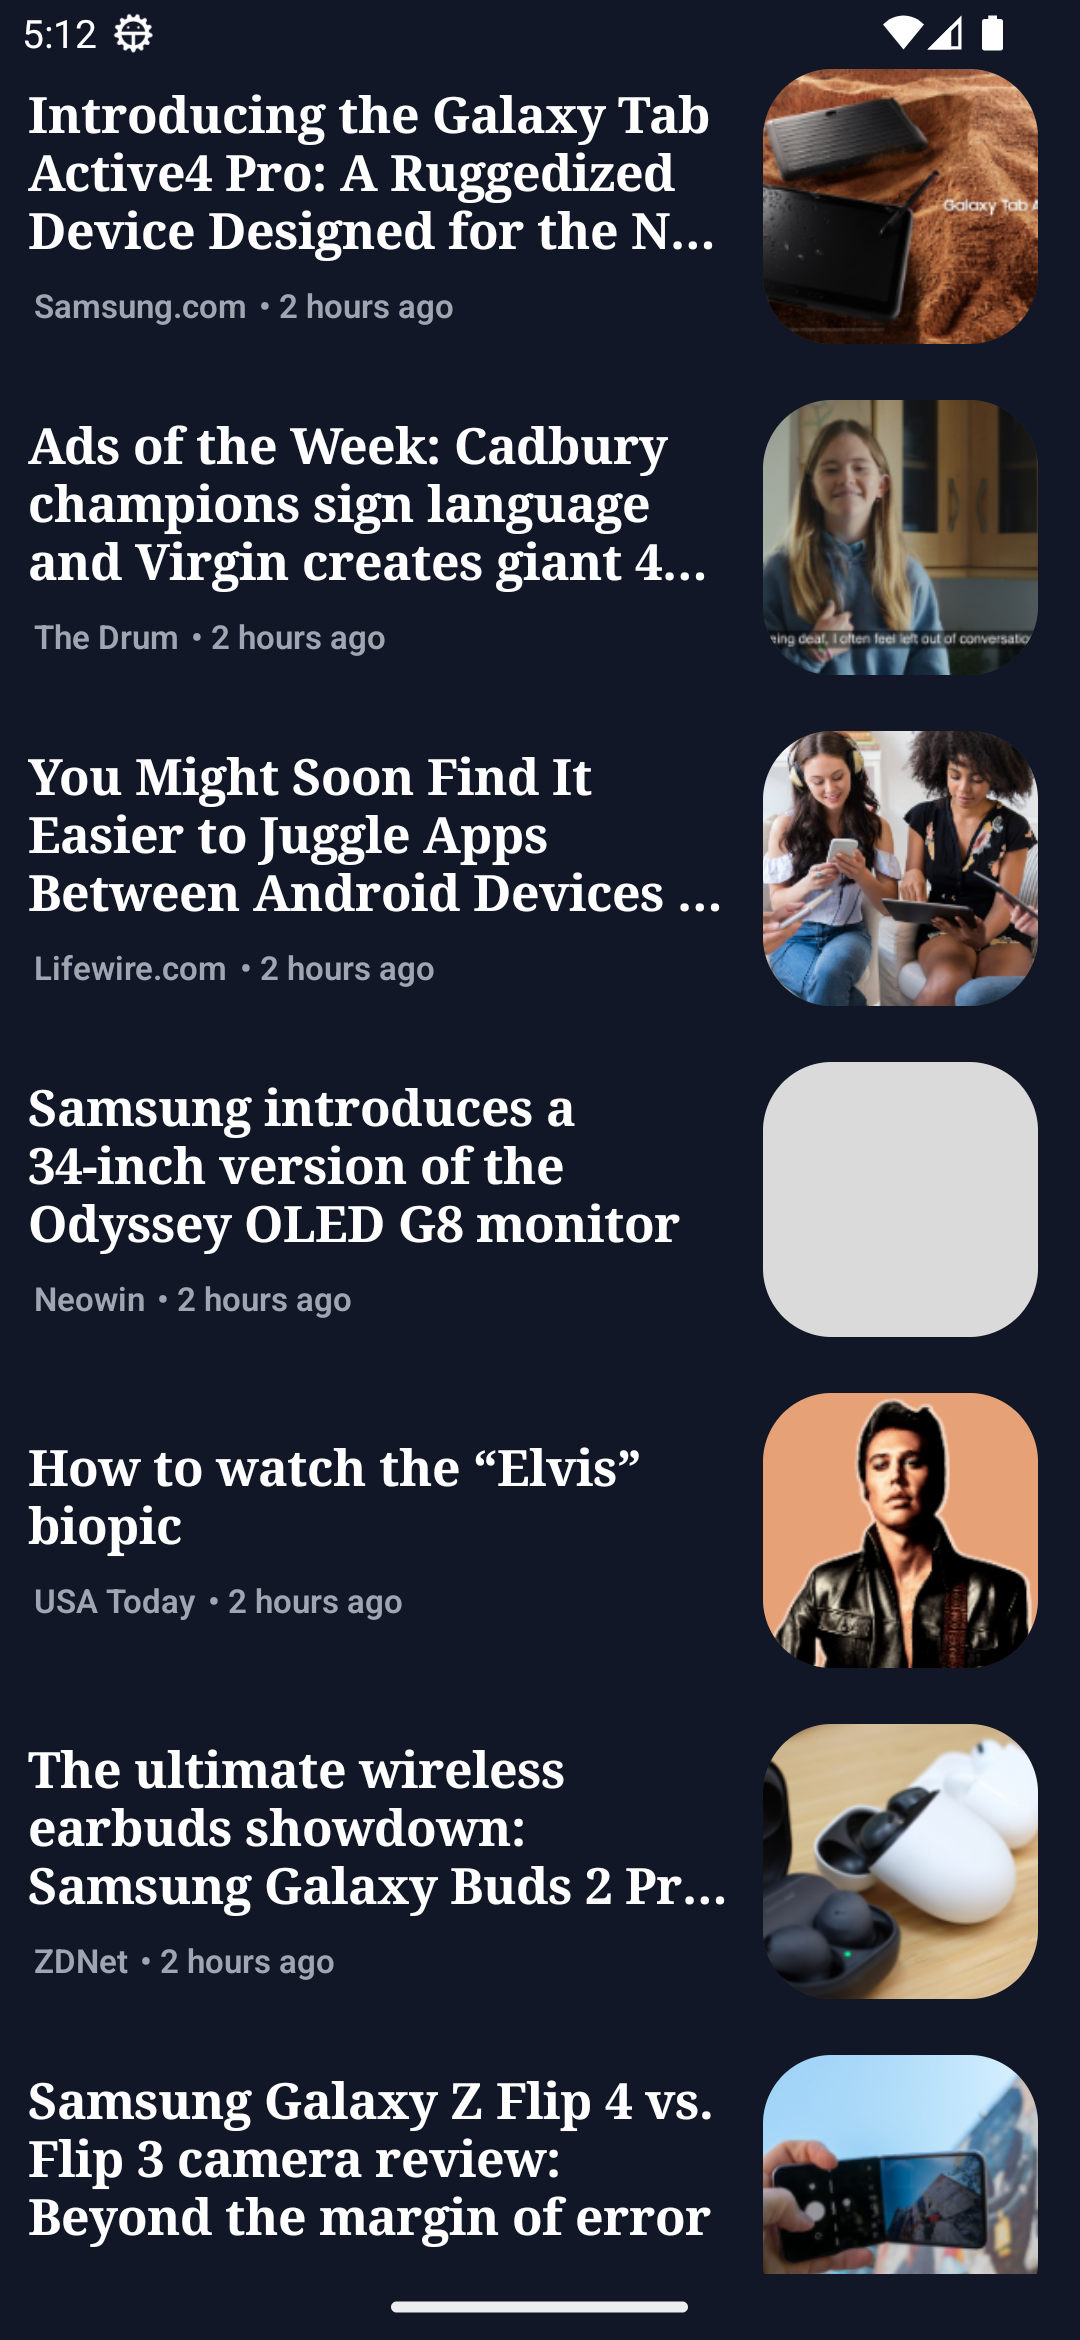 5:12
Introducing the Galaxy Tab
Active4 Pro: A Ruggedized
Device Designed for the N...
Samsung.com • 2 hours ago
Galaxy Tab A
Ads of the Week: Cadbury
champions sign language
and Virgin creates giant 4...
The Drum • 2 hours ago
eing deaf, I often feel left out of conversatio
You Might Soon Find It
Easier to Juggle Apps
Between Android Devices ...
Lifewire.com • 2 hours ago
Samsung introduces a
34-inch version of the
Odyssey OLED G8 monitor
Neowin • 2 hours ago
How to watch the “Elvis”
biopic
USA Today • 2 hours ago
The ultimate wireless
earbuds showdown:
Samsung Galaxy Buds 2 Pr...
ZDNet • 2 hours ago
Samsung Galaxy Z Flip 4 vs.
Flip 3 camera review:
Beyond the margin of error